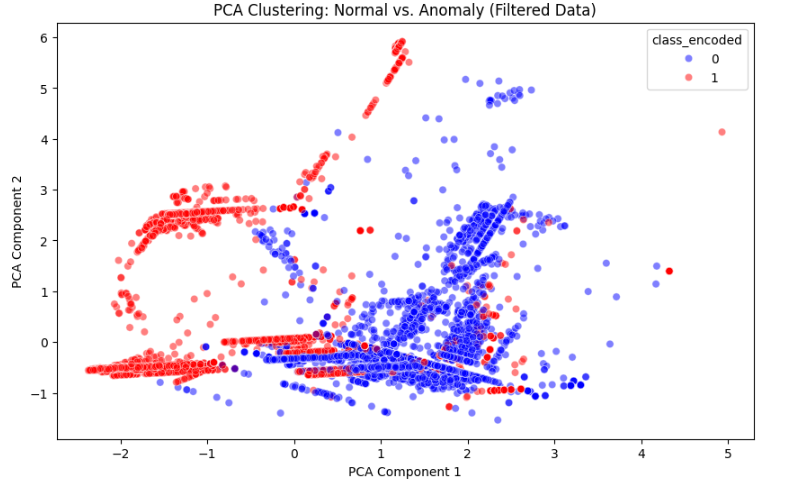 PCA Clustering: Normal vs. Anomaly (Filtered Data)
class_encoded
0
1
6
5
4
3
2
1
0
−1
PCA Component 2
−2 −1 0 1 2 3 4 5
PCA Component 1